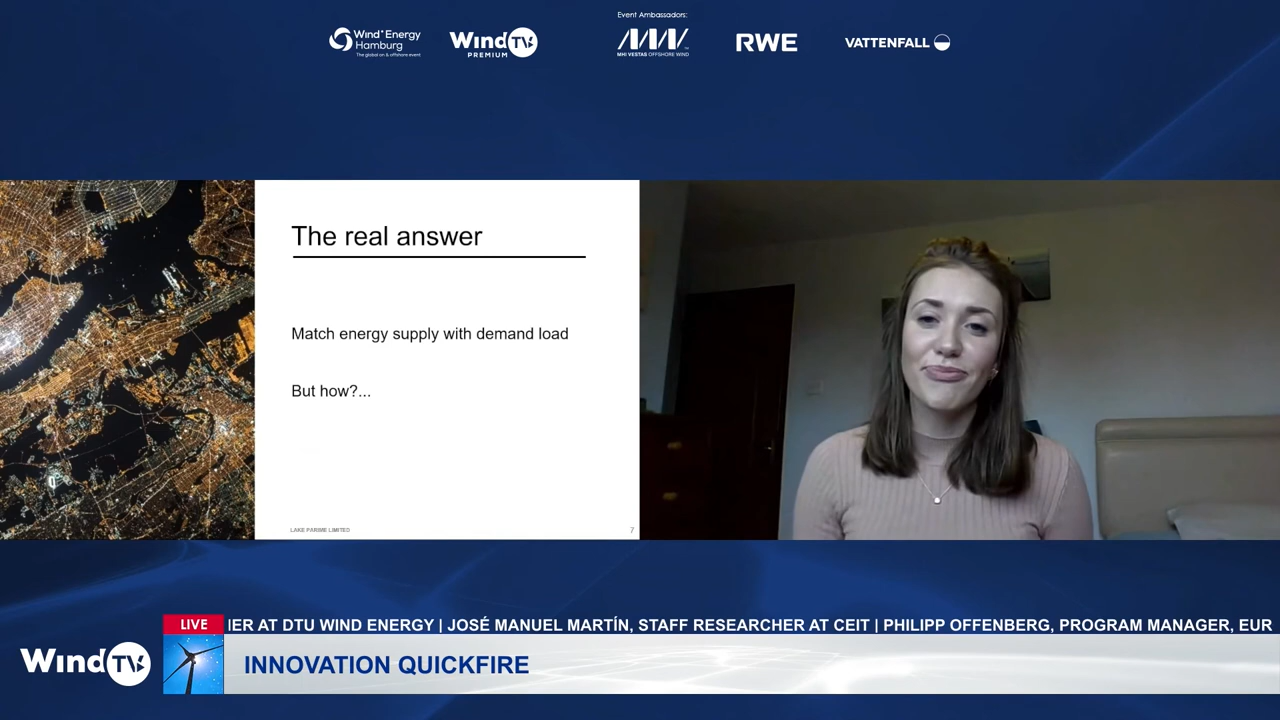 Event Ambassadors:
Wind Energy
Hamburg
The global on & offshore event
Wind TV
PREMIUM
MHI VESTAS OFFSHORE WIND
RWE
VATTENFALL
The real answer
Match energy supply with demand load
But how?...
LAKE PARIME LIMITED
7
LIVE
IER AT DTU WIND ENERGY | JOSÉ MANUEL MARTÍN, STAFF RESEARCHER AT CEIT | PHILIPP OFFENBERG, PROGRAM MANAGER, EUR
Wind TV
INNOVATION QUICKFIRE